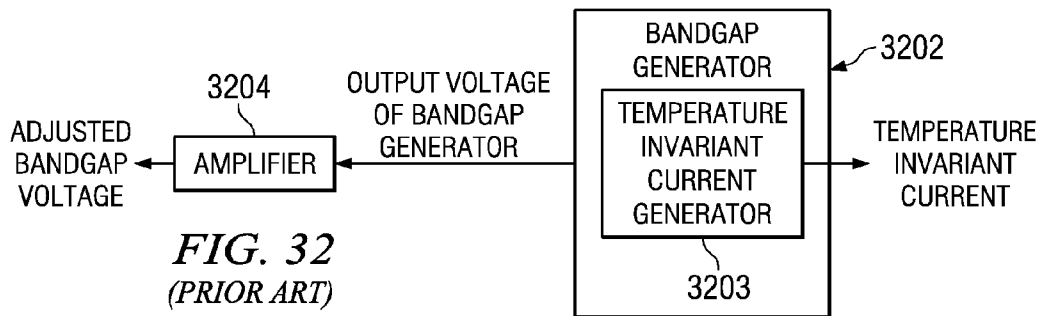 BANDGAP
GENERATOR
3202
3204
OUTPUT VOLTAGE
OF BANDGAP
GENERATOR
TEMPERATURE
INVARIANT
CURRENT
GENERATOR
ADJUSTED
BANDGAP
VOLTAGE
AMPLIFIER
TEMPERATURE
INVARIANT
CURRENT
3203
FIG. 32
(PRIOR ART)